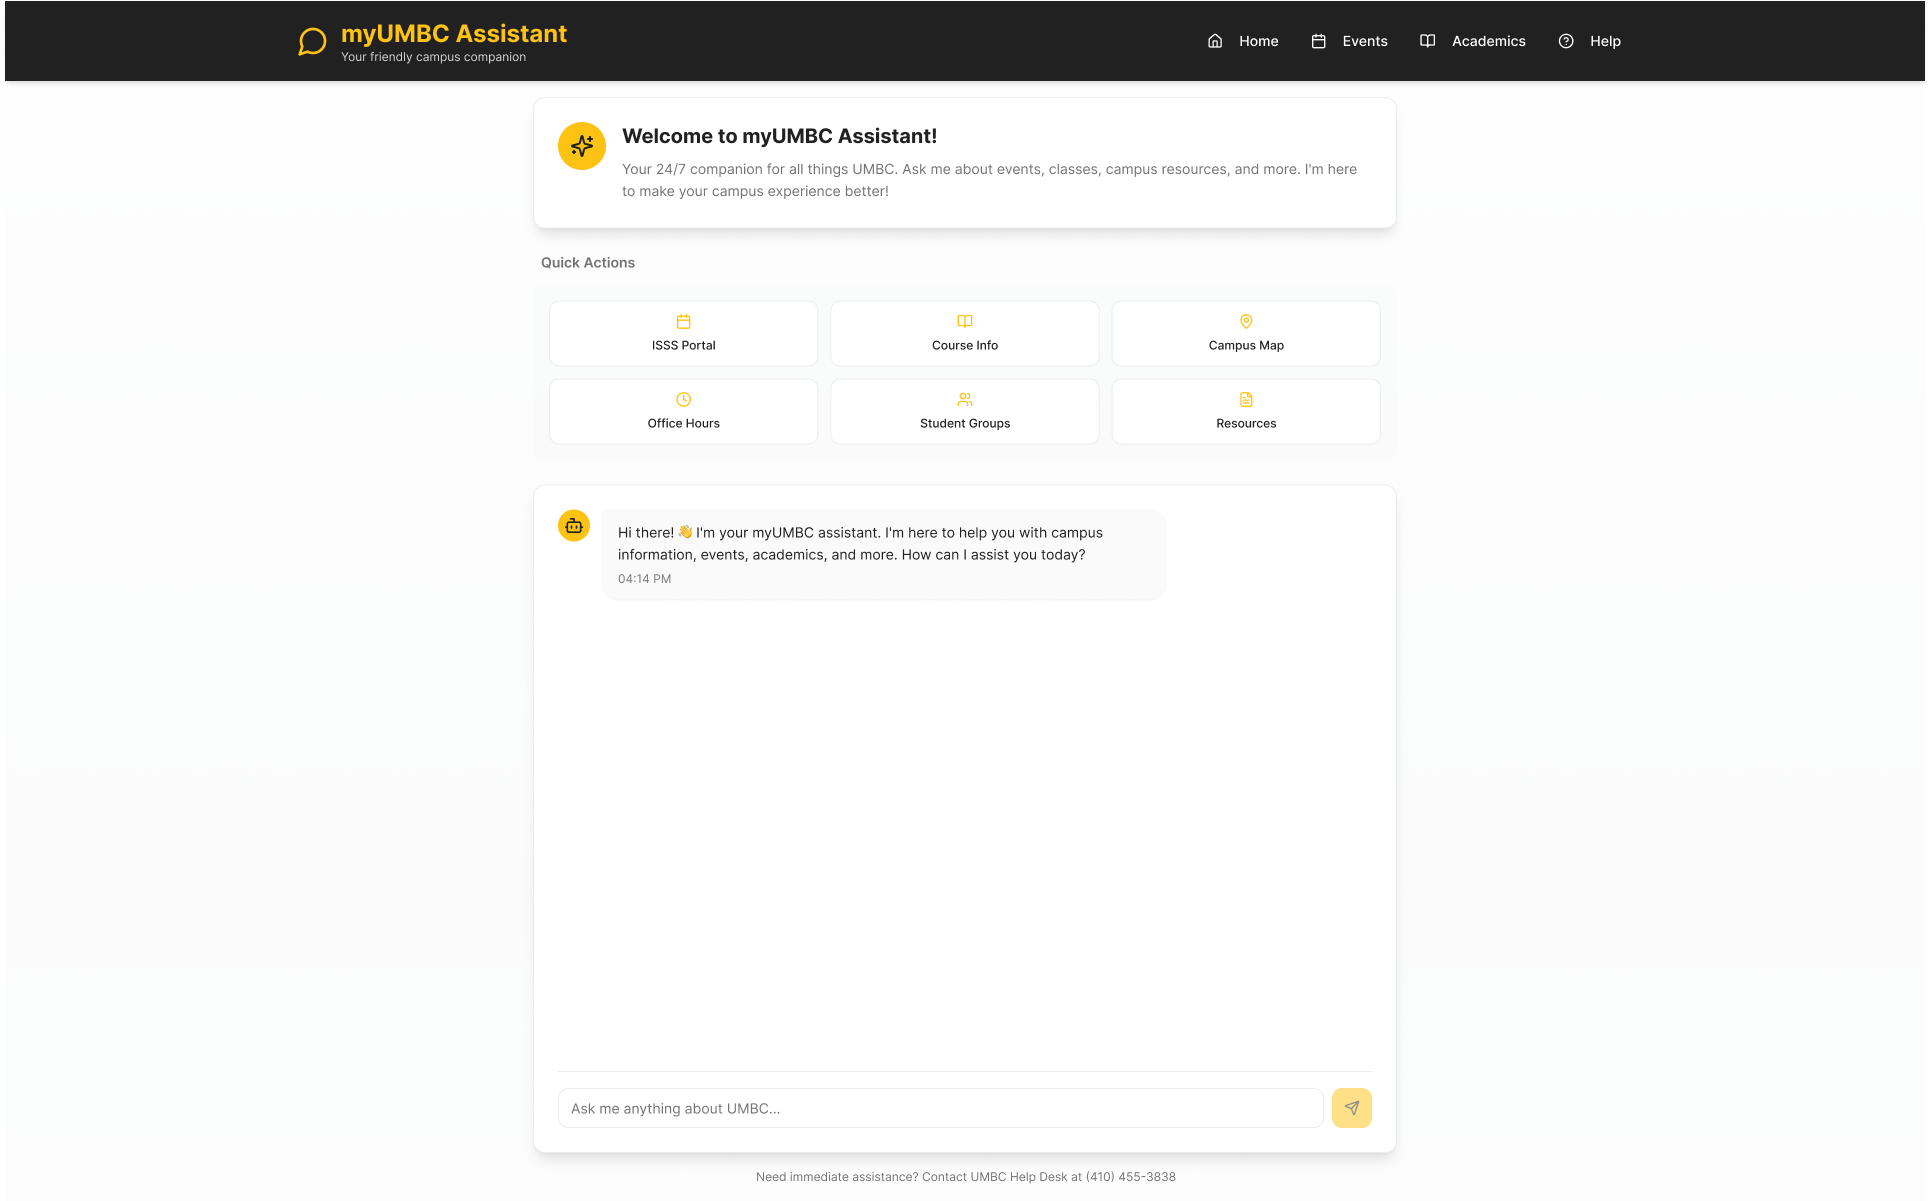 myUMBC Assistant
Your friendly campus companion
Home
Events
Academics
Help
Welcome to myUMBC Assistant!
Your 24/7 companion for all things UMBC. Ask me about events, classes, campus resources, and more. I'm here
to make your campus experience better!
Quick Actions
ISSS Portal
Course Info
Campus Map
Office Hours
Student Groups
Resources
Hi there! 👋 I'm your myUMBC assistant. I'm here to help you with campus
information, events, academics, and more. How can I assist you today?
04:14 PM
Ask me anything about UMBC...
Need immediate assistance? Contact UMBC Help Desk at (410) 455-3838